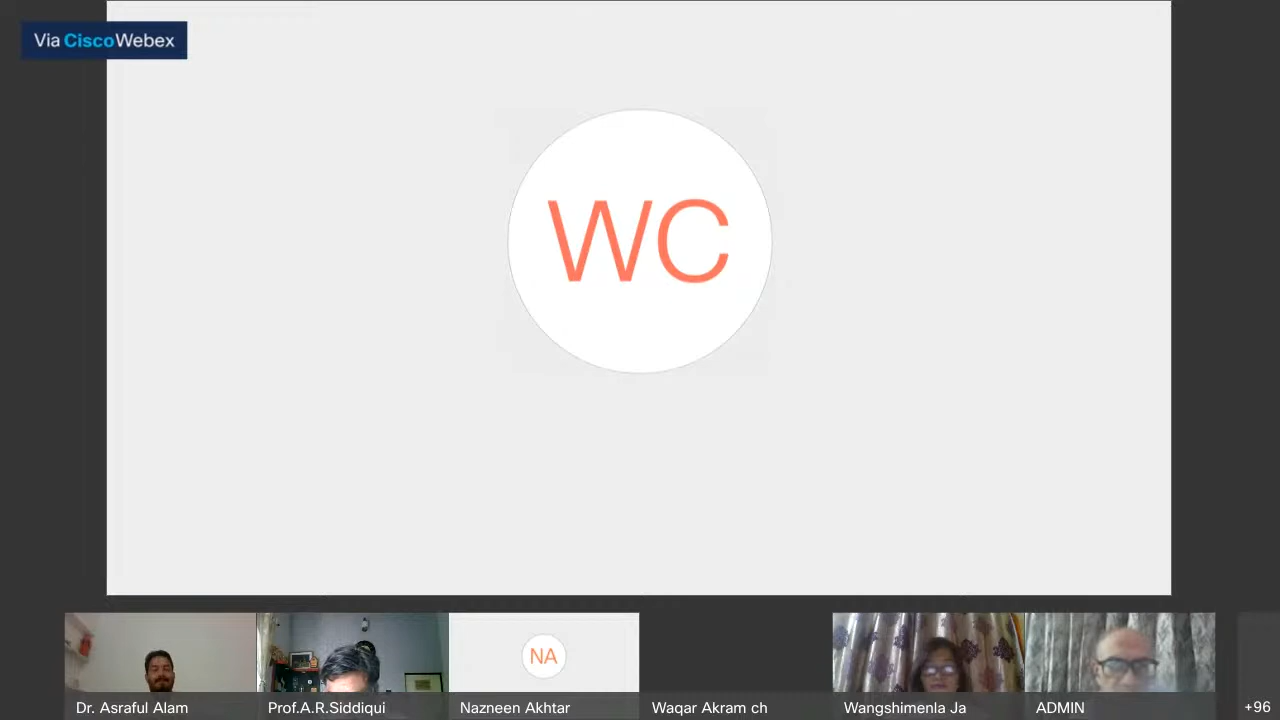 Via CiscoWebex
WC
NA
Dr. Asraful Alam
Prof.A.R.Siddiqui
Nazneen Akhtar
Waqar Akram ch
Wangshimenla Ja
ADMIN
+96